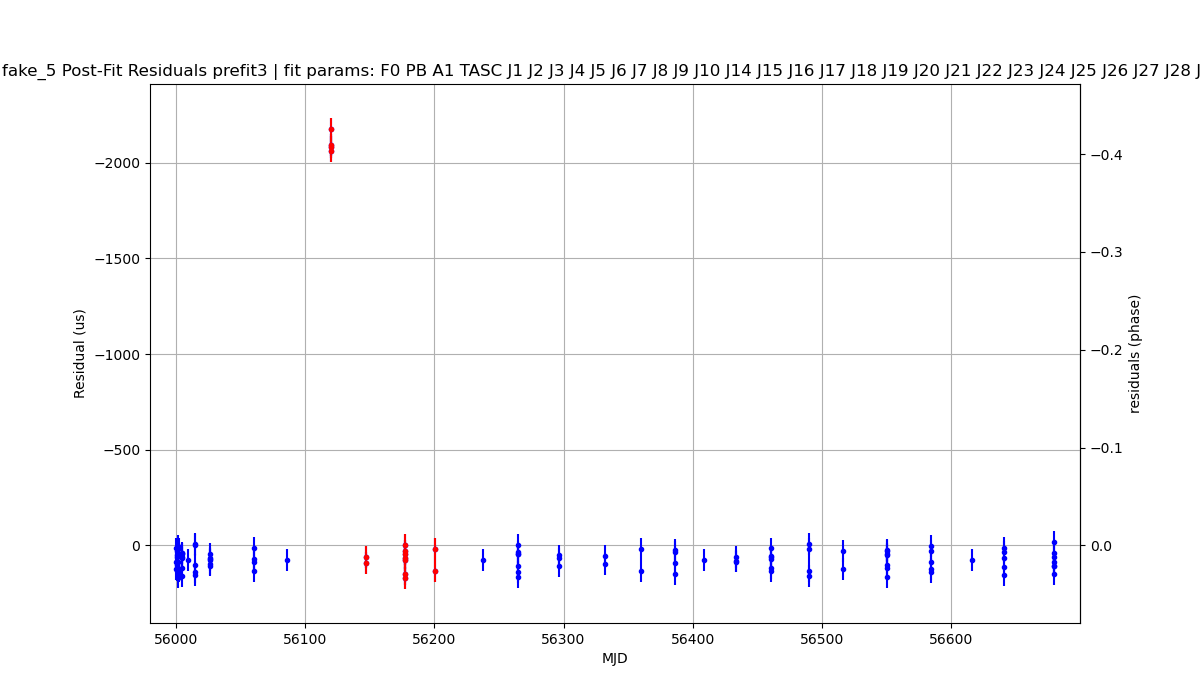 fake_5 Post-Fit Residuals prefit3 | fit params: F0 PB A1 TASC J1 J2 J3 J4 J5 J6 J7 J8 J9 J10 J14 J15 J16 J17 J18 J19 J20 J21 J22 J23 J24 J25 J26 J27 J28 J
−2000
−1500
−1000
−500
0
Residual (us)
−0.4
−0.3
−0.2
−0.1
0.0
residuals (phase)
56000 56100 56200 56300 56400 56500 56600
MJD